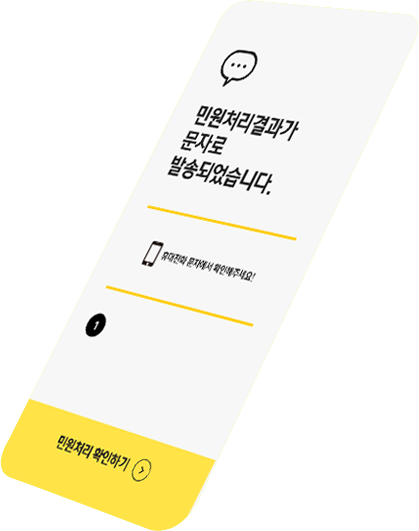 민원처리결과가
문자로
발송되었습니다.
휴대전화 문자에서 확인해주세요!
1
민원처리 확인하기